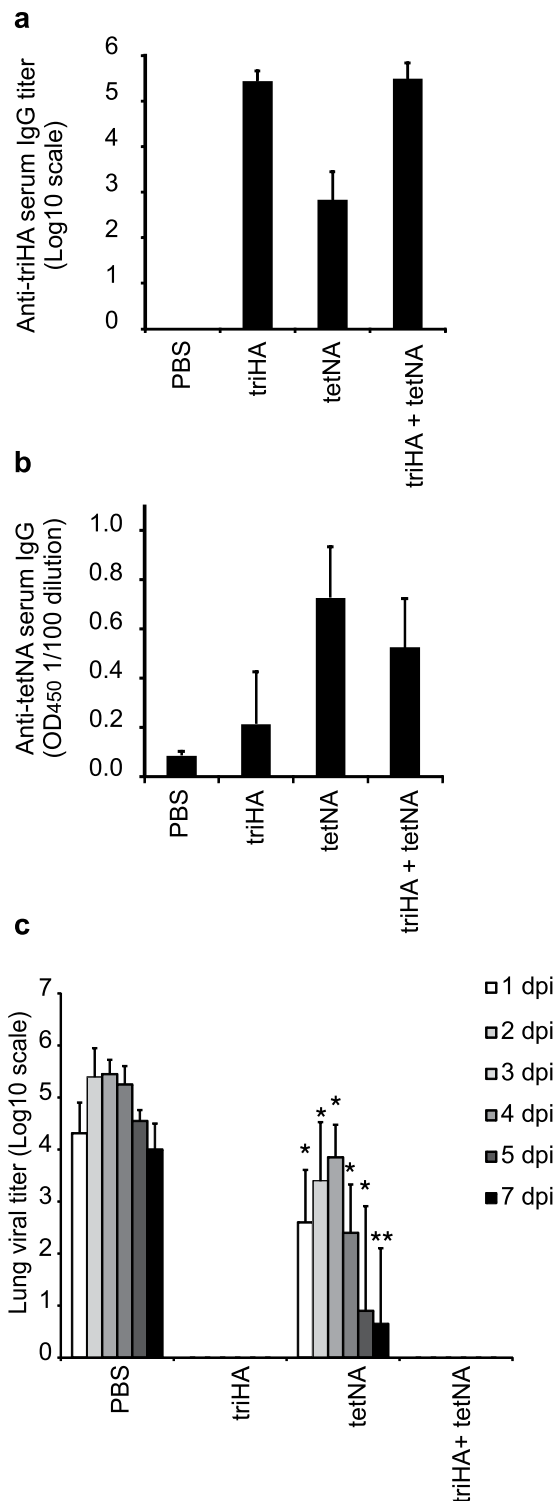 a
Anti-triHA serum IgG titer
(Log10 scale)
6
5
4
3
2
1
0
PBS
triHA
tetNA
triHA + tetNA
b
Anti-tetNA serum IgG
(OD450 1/100 dilution)
1.0
0.8
0.6
0.4
0.2
0.0
PBS
triHA
tetNA
triHA + tetNA
c
Lung viral titer (Log10 scale)
7
6
5
4
3
2
1
0
* * * * * **
PBS
triHA
tetNA
triHA+ tetNA
1 dpi
2 dpi
3 dpi
4 dpi
5 dpi
7 dpi